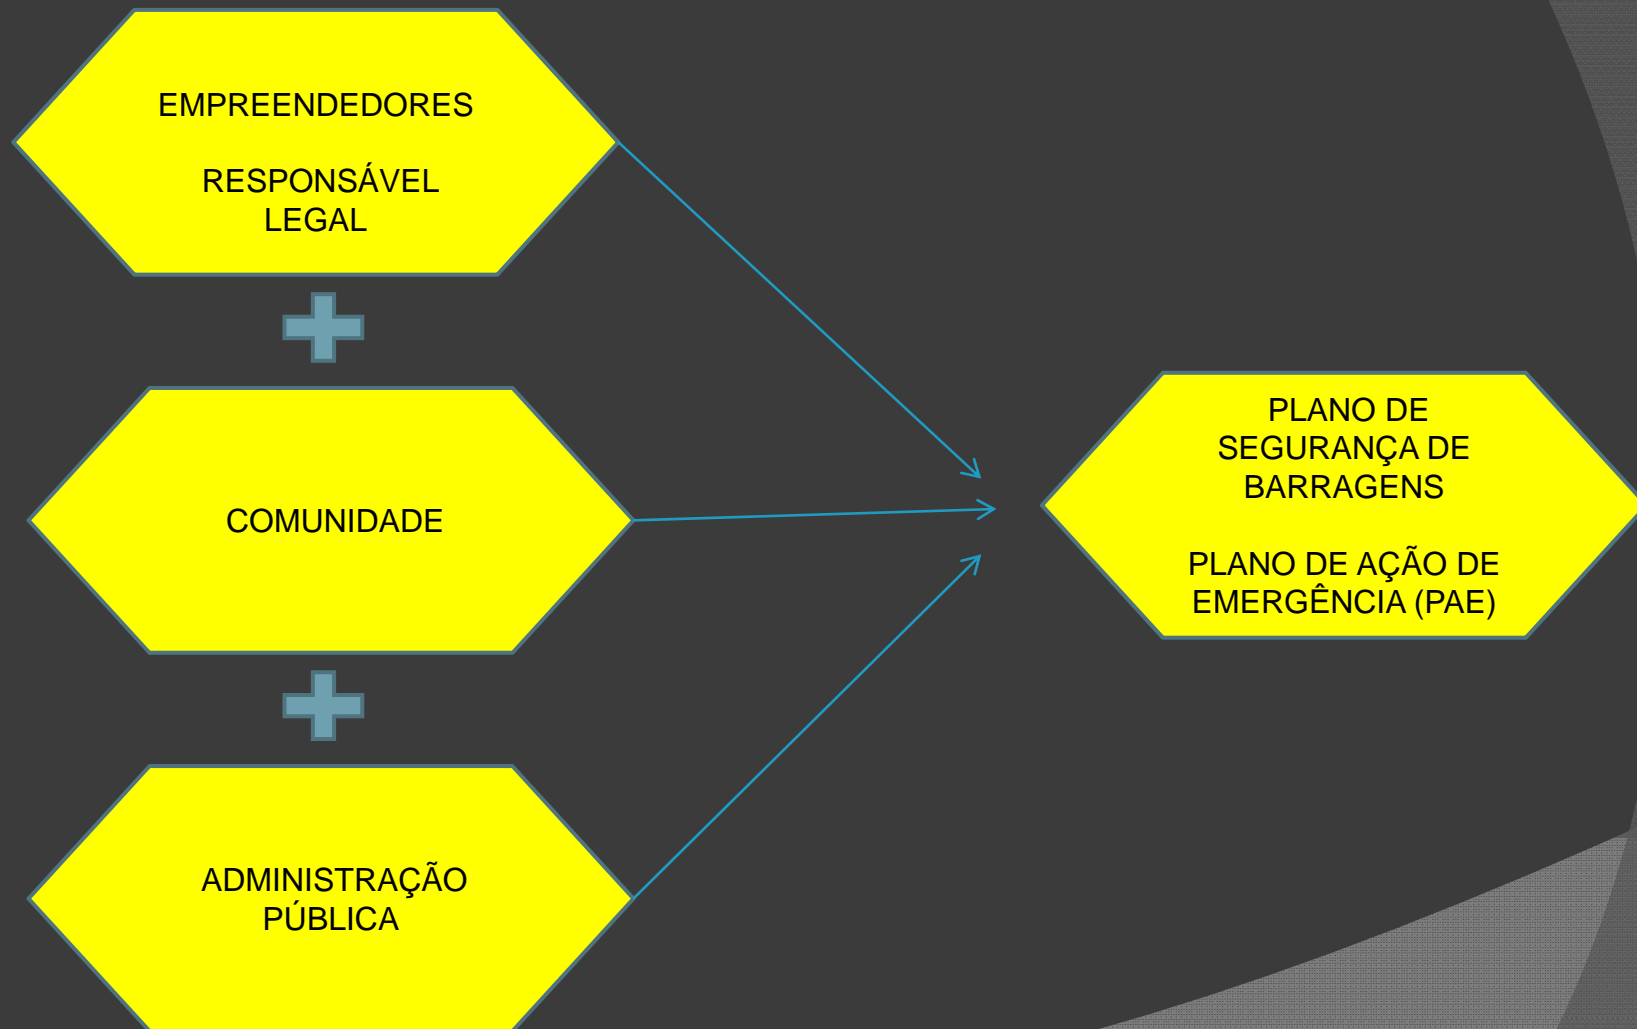 EMPREENDEDORES
RESPONSÁVEL
LEGAL
COMUNIDADE
ADMINISTRAÇÃO
PÚBLICA
PLANO DE
SEGURANÇA DE
BARRAGENS
PLANO DE AÇÃO DE
EMERGÊNCIA (PAE)